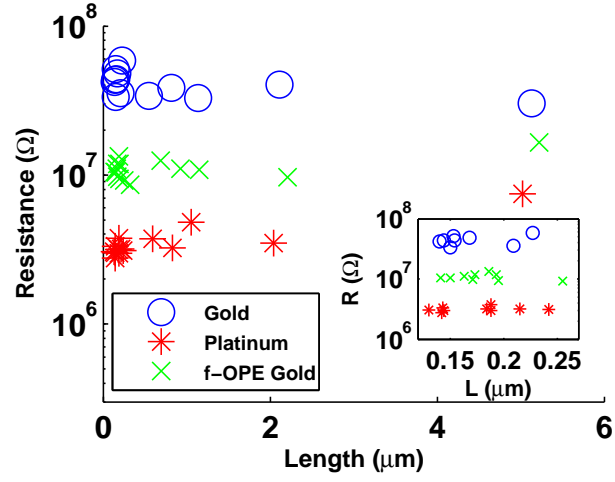 10^8
10^7
10^6
Resistance (Ω)
0
2
4
6
Length (μm)
Gold
Platinum
f−OPE Gold
10^8
10^7
10^6
R (Ω)
0.15
0.2
0.25
L (μm)